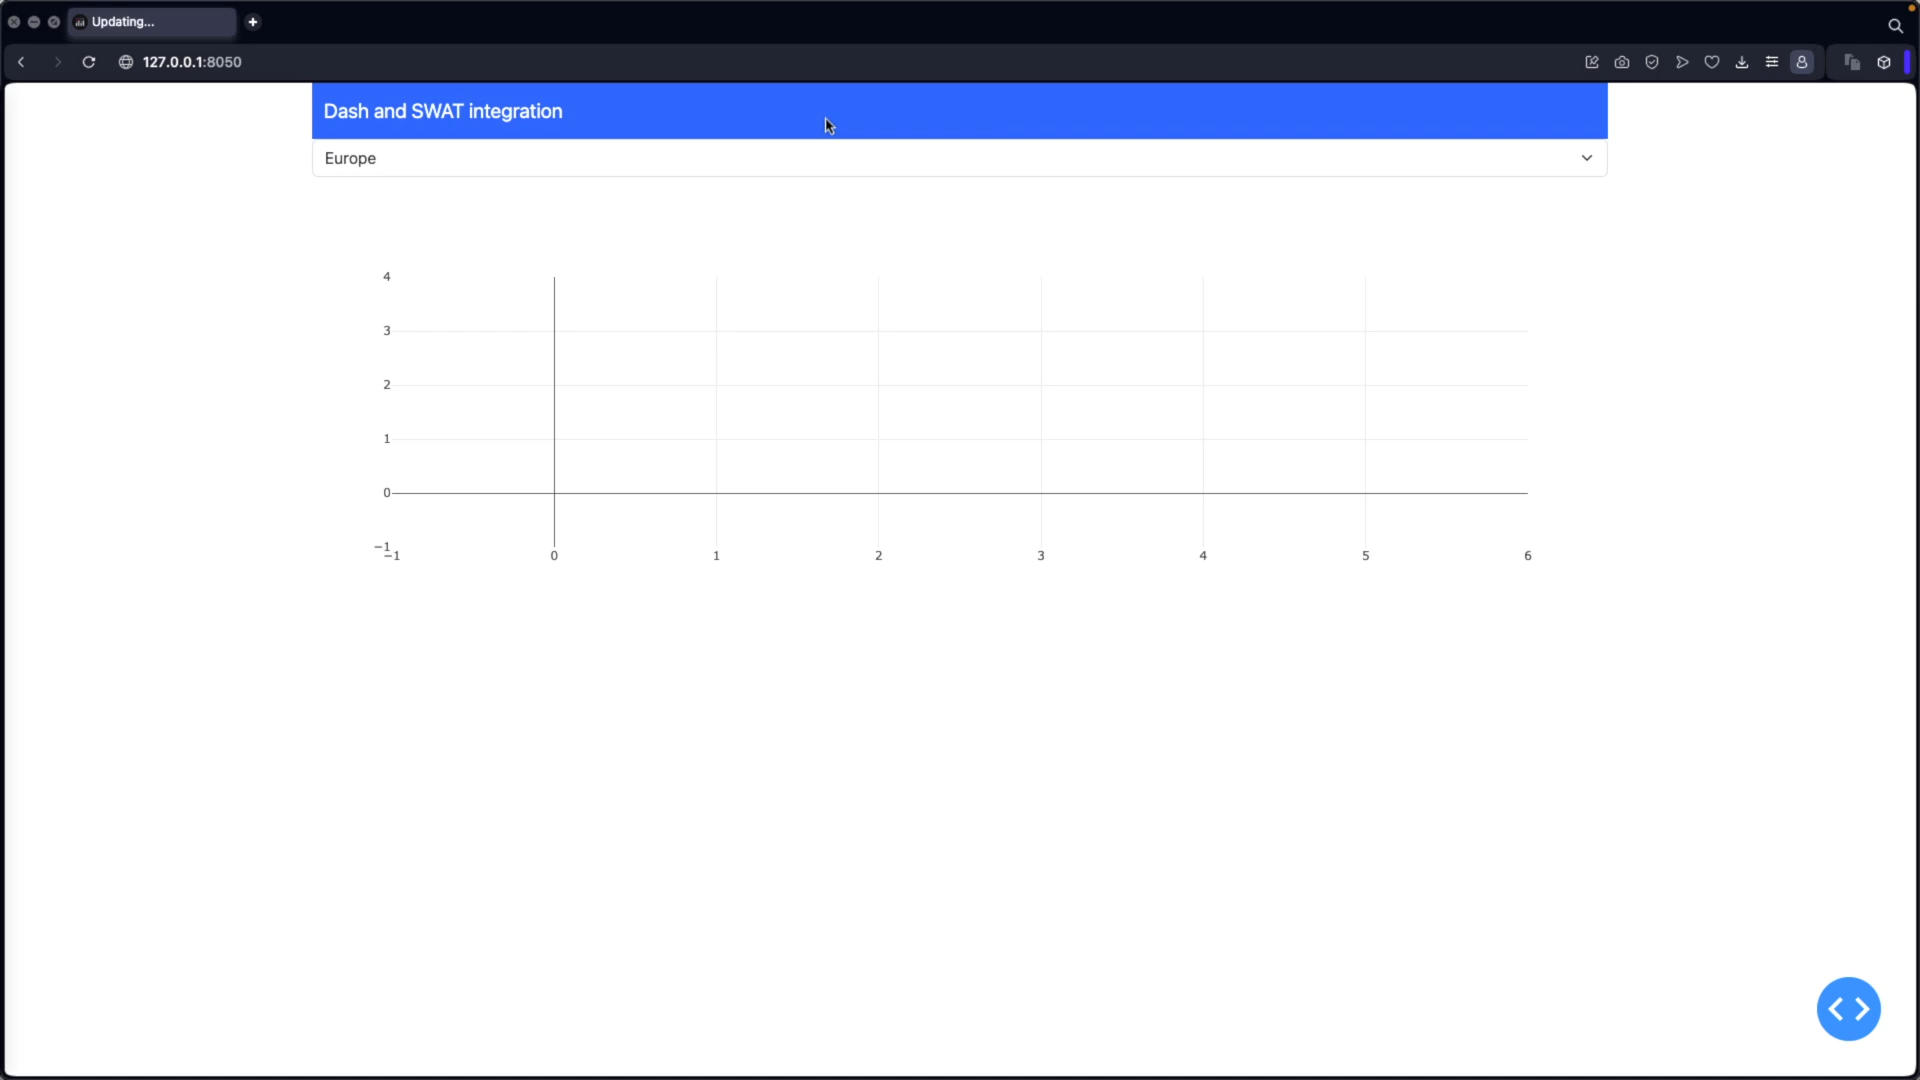 Updating...
127.0.0.1:8050
Dash and SWAT integration
Europe
4
3
2
1
0
−1
−1 0 1 2 3 4 5 6